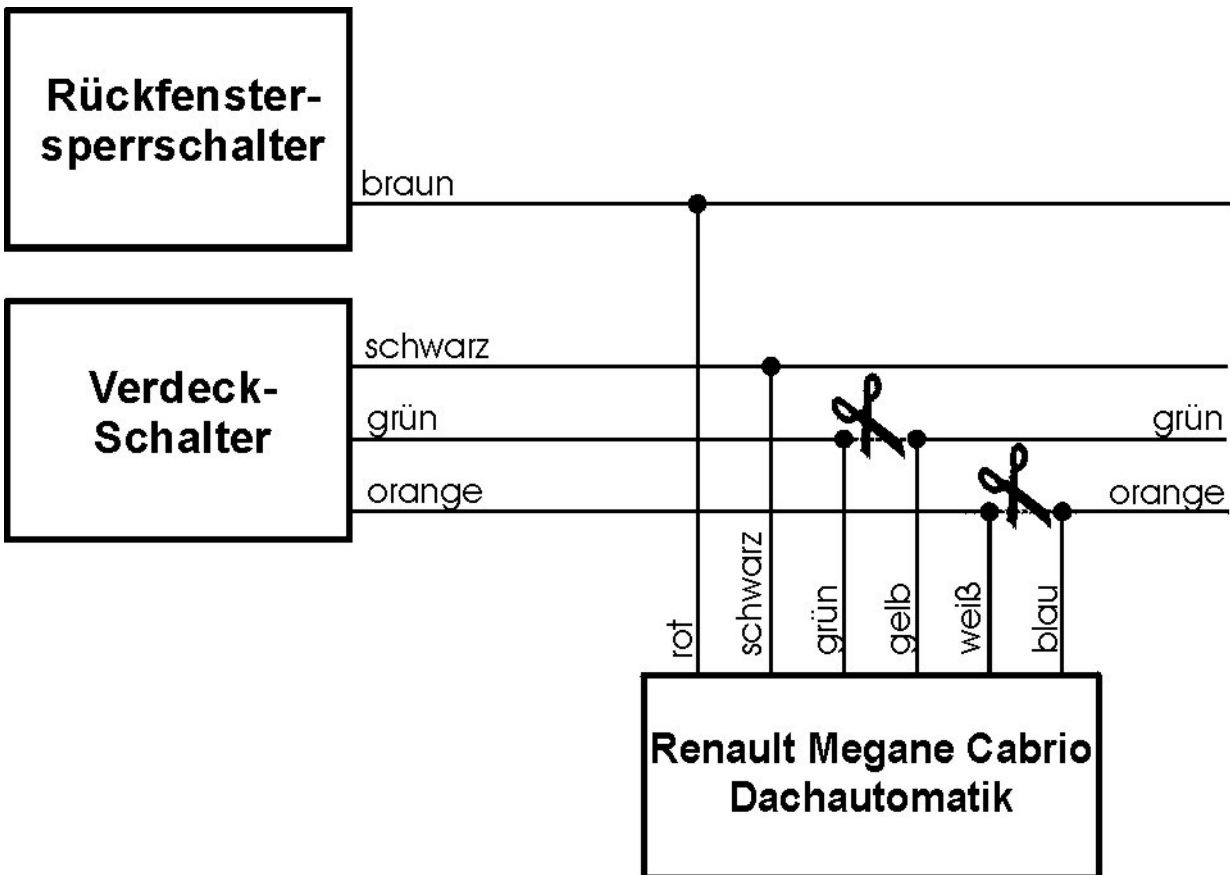 Rückfenster-
sperrschalter
braun
Verdeck-
Schalter
schwarz
grün
grün
orange
orange
rot
schwarz
grün
gelb
weiß
blau
Renault Megane Cabrio
Dachautomatik